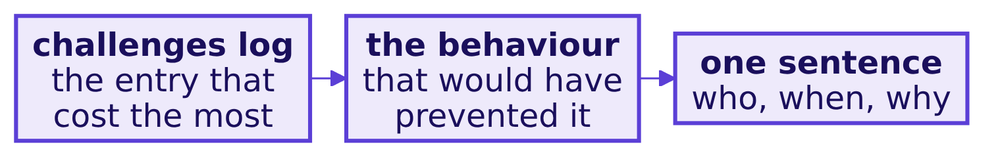 challenges log
the entry that
cost the most
the behaviour
that would have
prevented it
one sentence
who, when, why